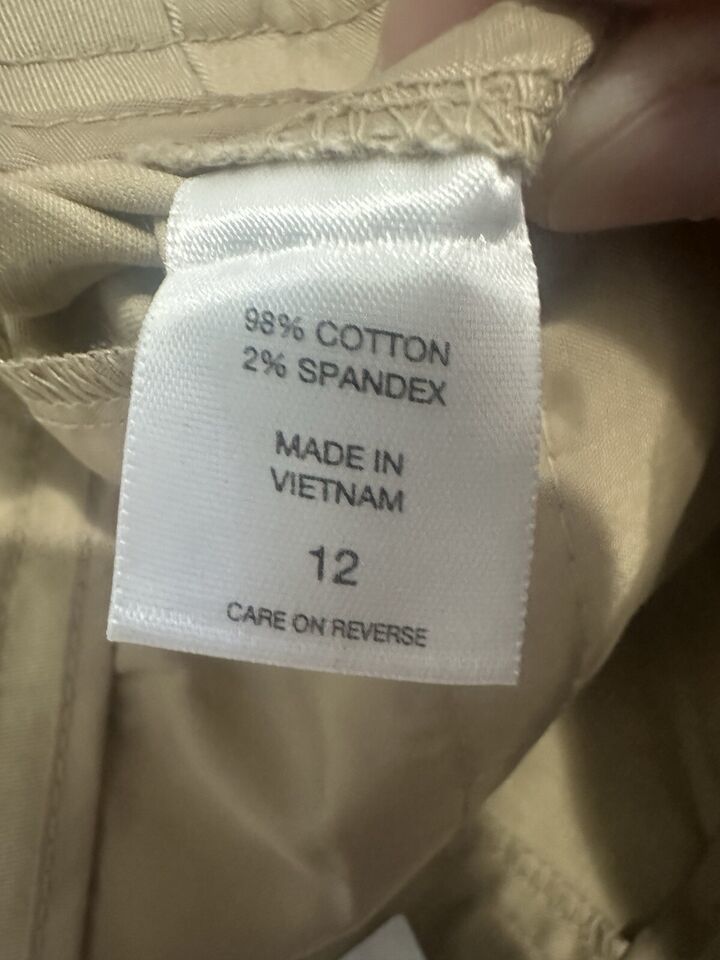 98% COTTON
2% SPANDEX
MADE IN
VIETNAM
12
CARE ON REVERSE